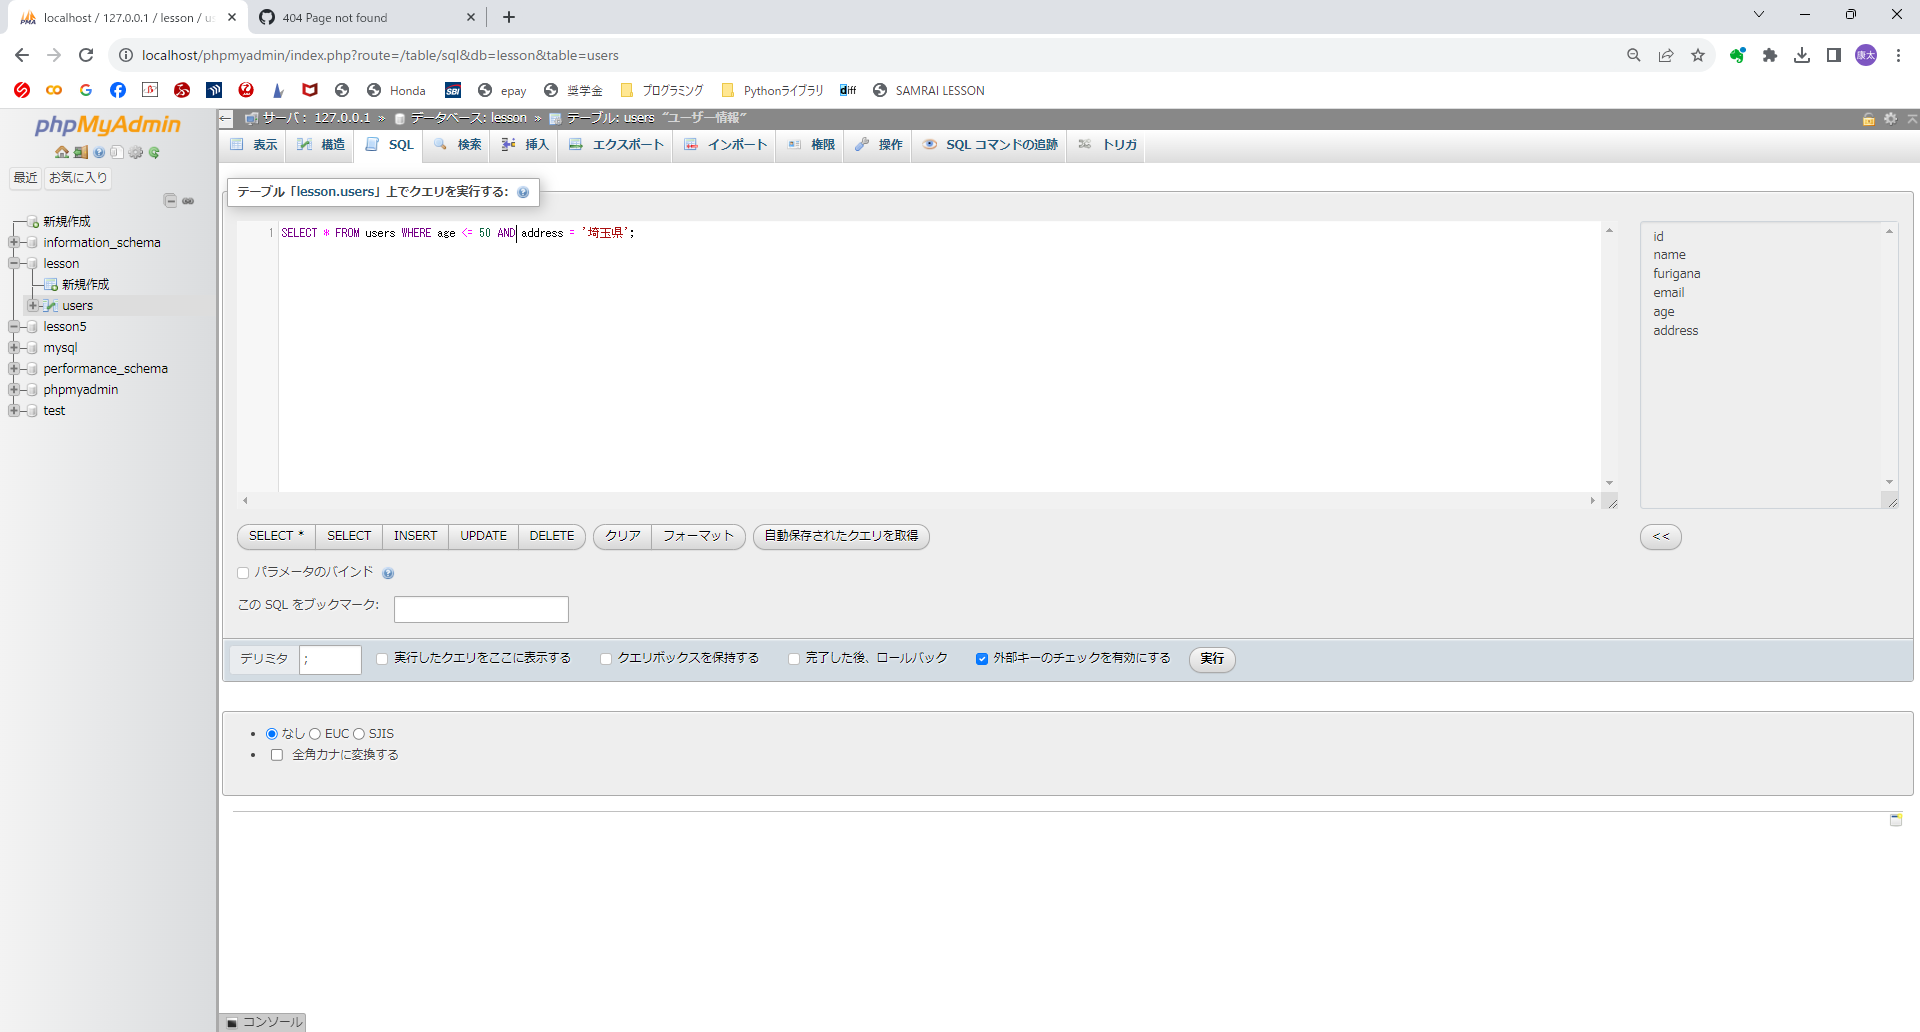 localhost / 127.0.0.1 / lesson / us
404 Page not found
localhost/phpmyadmin/index.php?route=/table/sql&db=lesson&table=users
康太
Honda
SBI
epay
奨学金
プログラミング
Pythonライブラリ
diff
SAMRAI LESSON
phpMyAdmin
サーバ: 127.0.0.1 » データベース: lesson » テーブル: users "ユーザー情報"
表示 構造 SQL 検索 挿入 エクスポート インポート 権限 操作 SQL コマンドの追跡 トリガ
最近 お気に入り
新規作成
information_schema
lesson
新規作成
users
lesson5
mysql
performance_schema
phpmyadmin
test
テーブル「lesson.users」上でクエリを実行する:
1 SELECT * FROM users WHERE age <= 50 AND address = '埼玉県';
id
name
furigana
email
age
address
SELECT * SELECT INSERT UPDATE DELETE クリア フォーマット 自動保存されたクエリを取得 <<
パラメータのバインド
この SQL をブックマーク:
デリミタ ; 実行したクエリをここに表示する クエリボックスを保持する 完了した後、ロールバック 外部キーのチェックを有効にする 実行
なし EUC SJIS
全角カナに変換する
コンソール